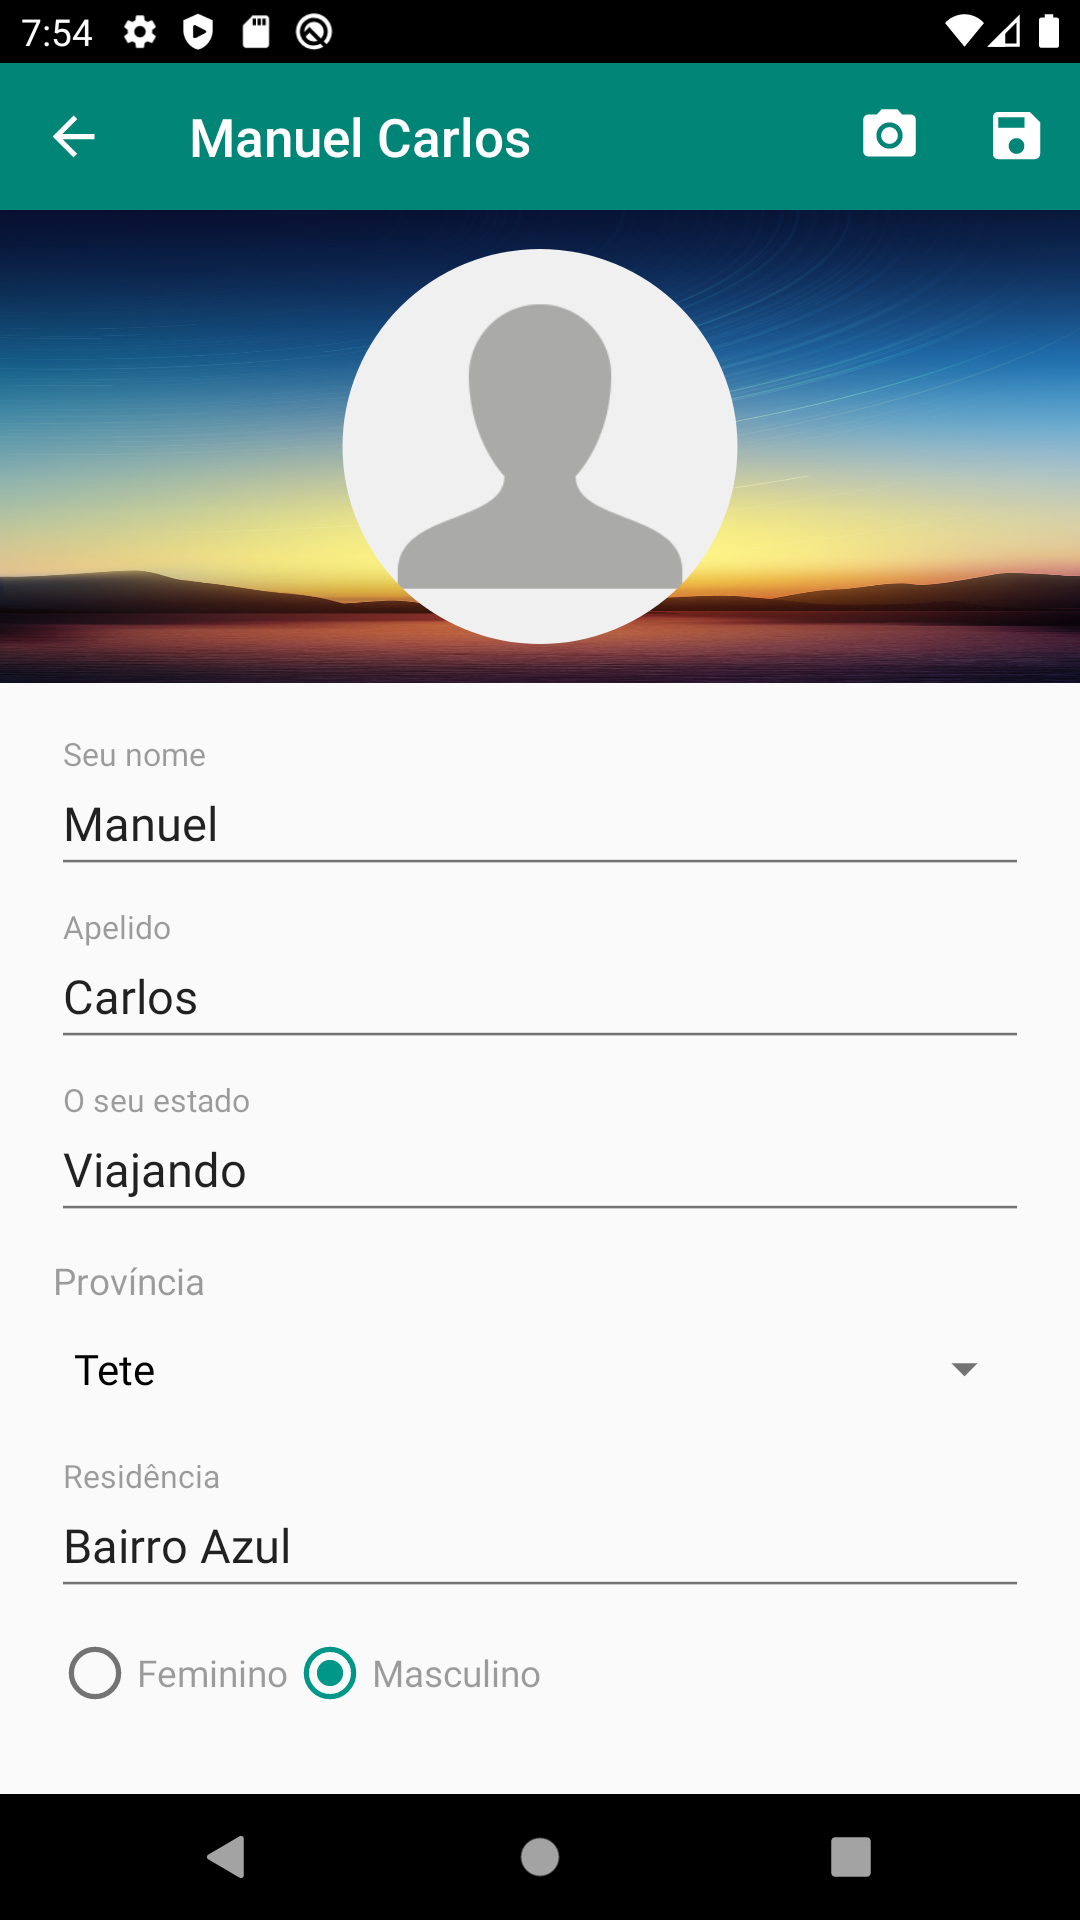 7:54
Manuel Carlos
Seu nome
Manuel
Apelido
Carlos
O seu estado
Viajando
Província
Tete
Residência
Bairro Azul
Feminino Masculino